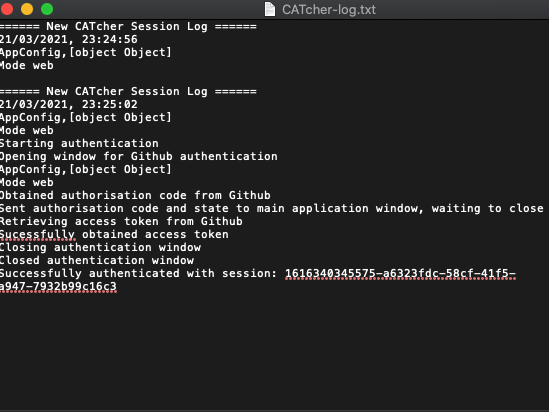 CATcher-log.txt
====== New CATcher Session Log ======
21/03/2021, 23:24:56
AppConfig,[object Object]
Mode web
====== New CATcher Session Log ======
21/03/2021, 23:25:02
AppConfig,[object Object]
Mode web
Starting authentication
Opening window for Github authentication
AppConfig,[object Object]
Mode web
Obtained authorisation code from Github
Sent authorisation code and state to main application window, waiting to close
Retrieving access token from Github
Sucessfully obtained access token
Closing authentication window
Closed authentication window
Successfully authenticated with session: 1616340345575-a6323fdc-58cf-41f5-
a947-7932b99c16c3